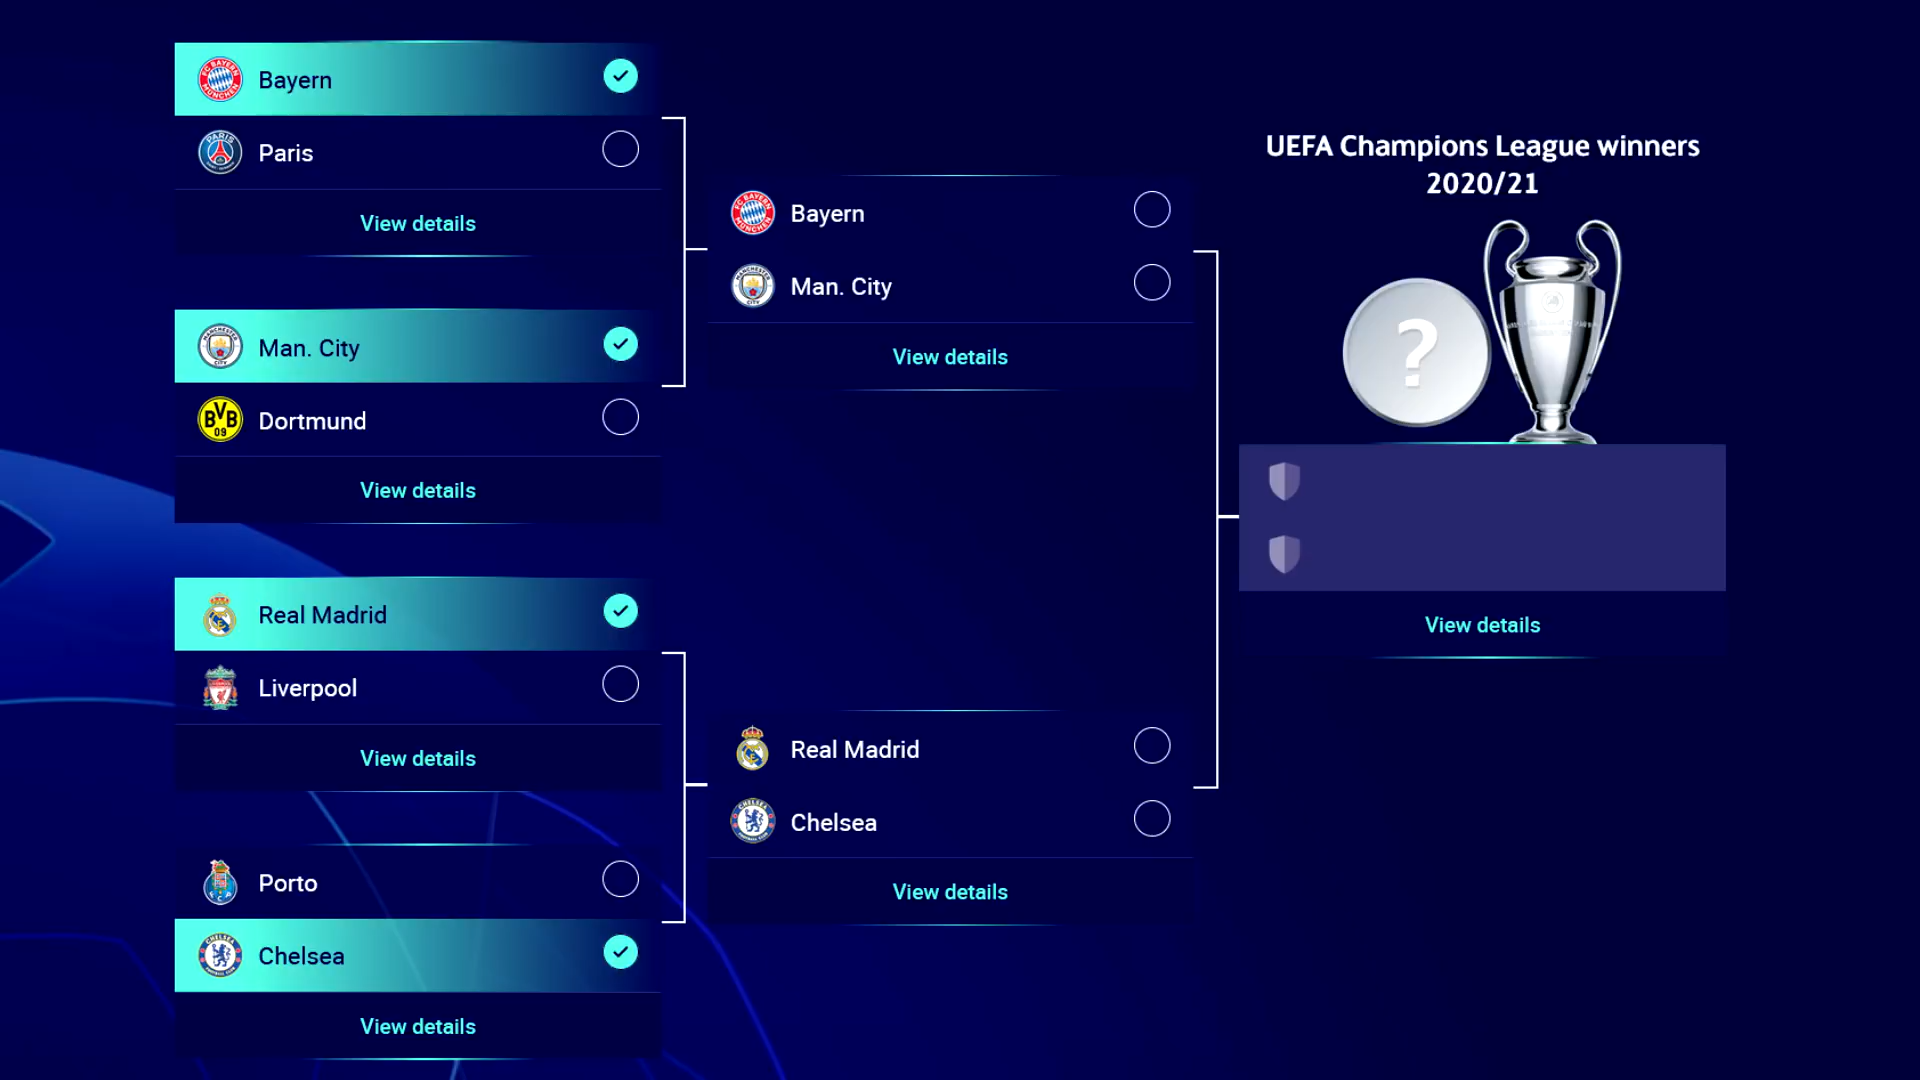 Bayern
Paris
View details
Man. City
Dortmund
View details
Real Madrid
Liverpool
View details
Porto
Chelsea
View details
Bayern
Man. City
View details
Real Madrid
Chelsea
View details
UEFA Champions League winners
2020/21
?
View details